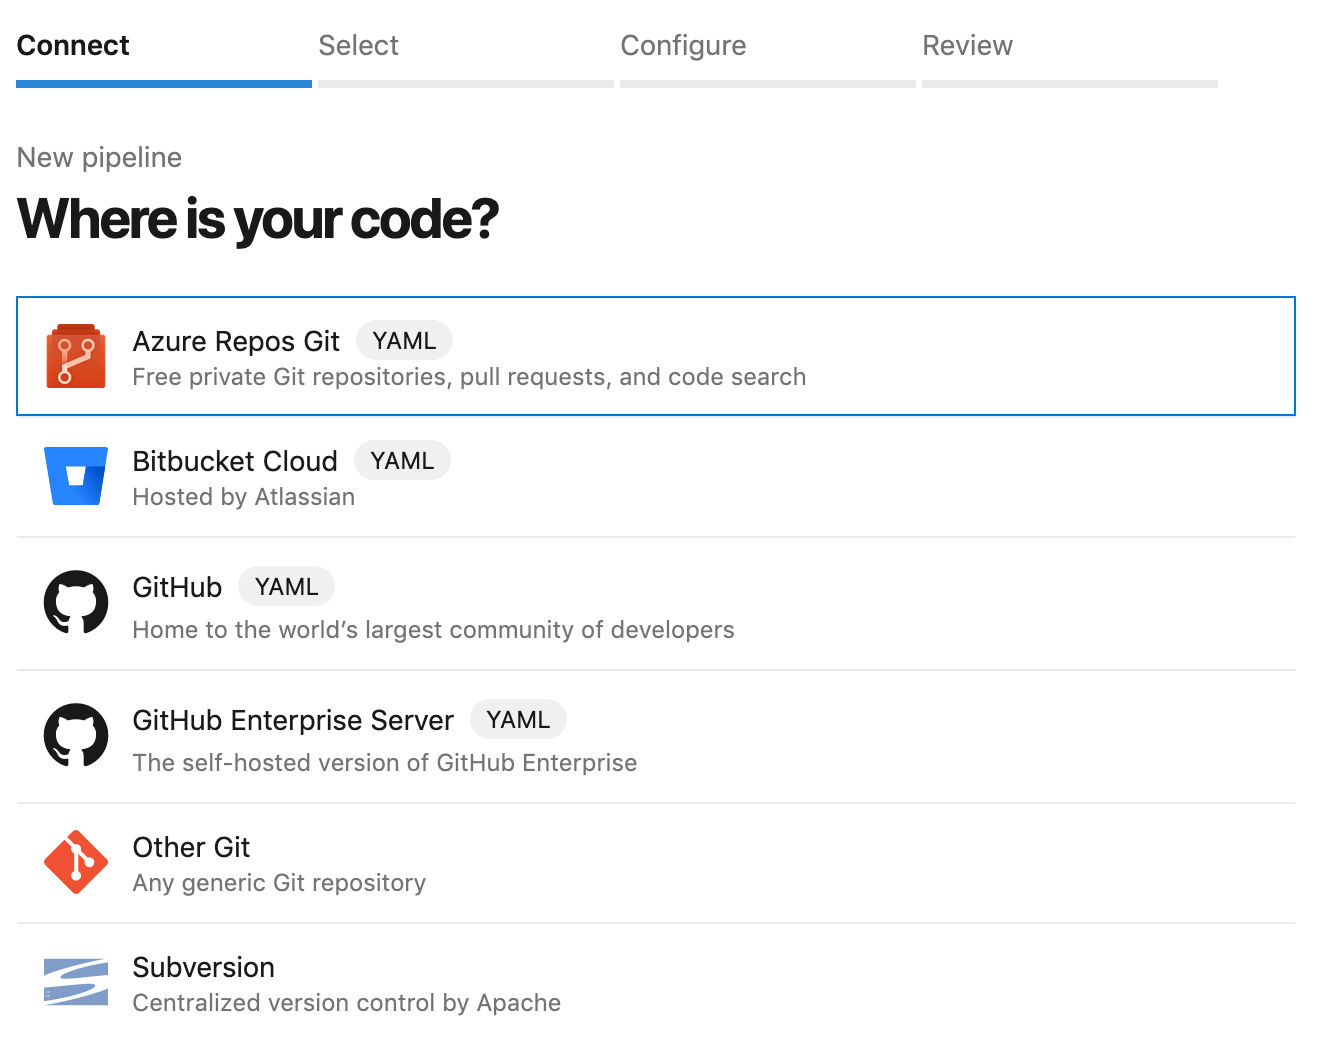 Connect Select Configure Review
New pipeline
Where is your code?
Azure Repos Git YAML
Free private Git repositories, pull requests, and code search
Bitbucket Cloud YAML
Hosted by Atlassian
GitHub YAML
Home to the world’s largest community of developers
GitHub Enterprise Server YAML
The self-hosted version of GitHub Enterprise
Other Git
Any generic Git repository
Subversion
Centralized version control by Apache